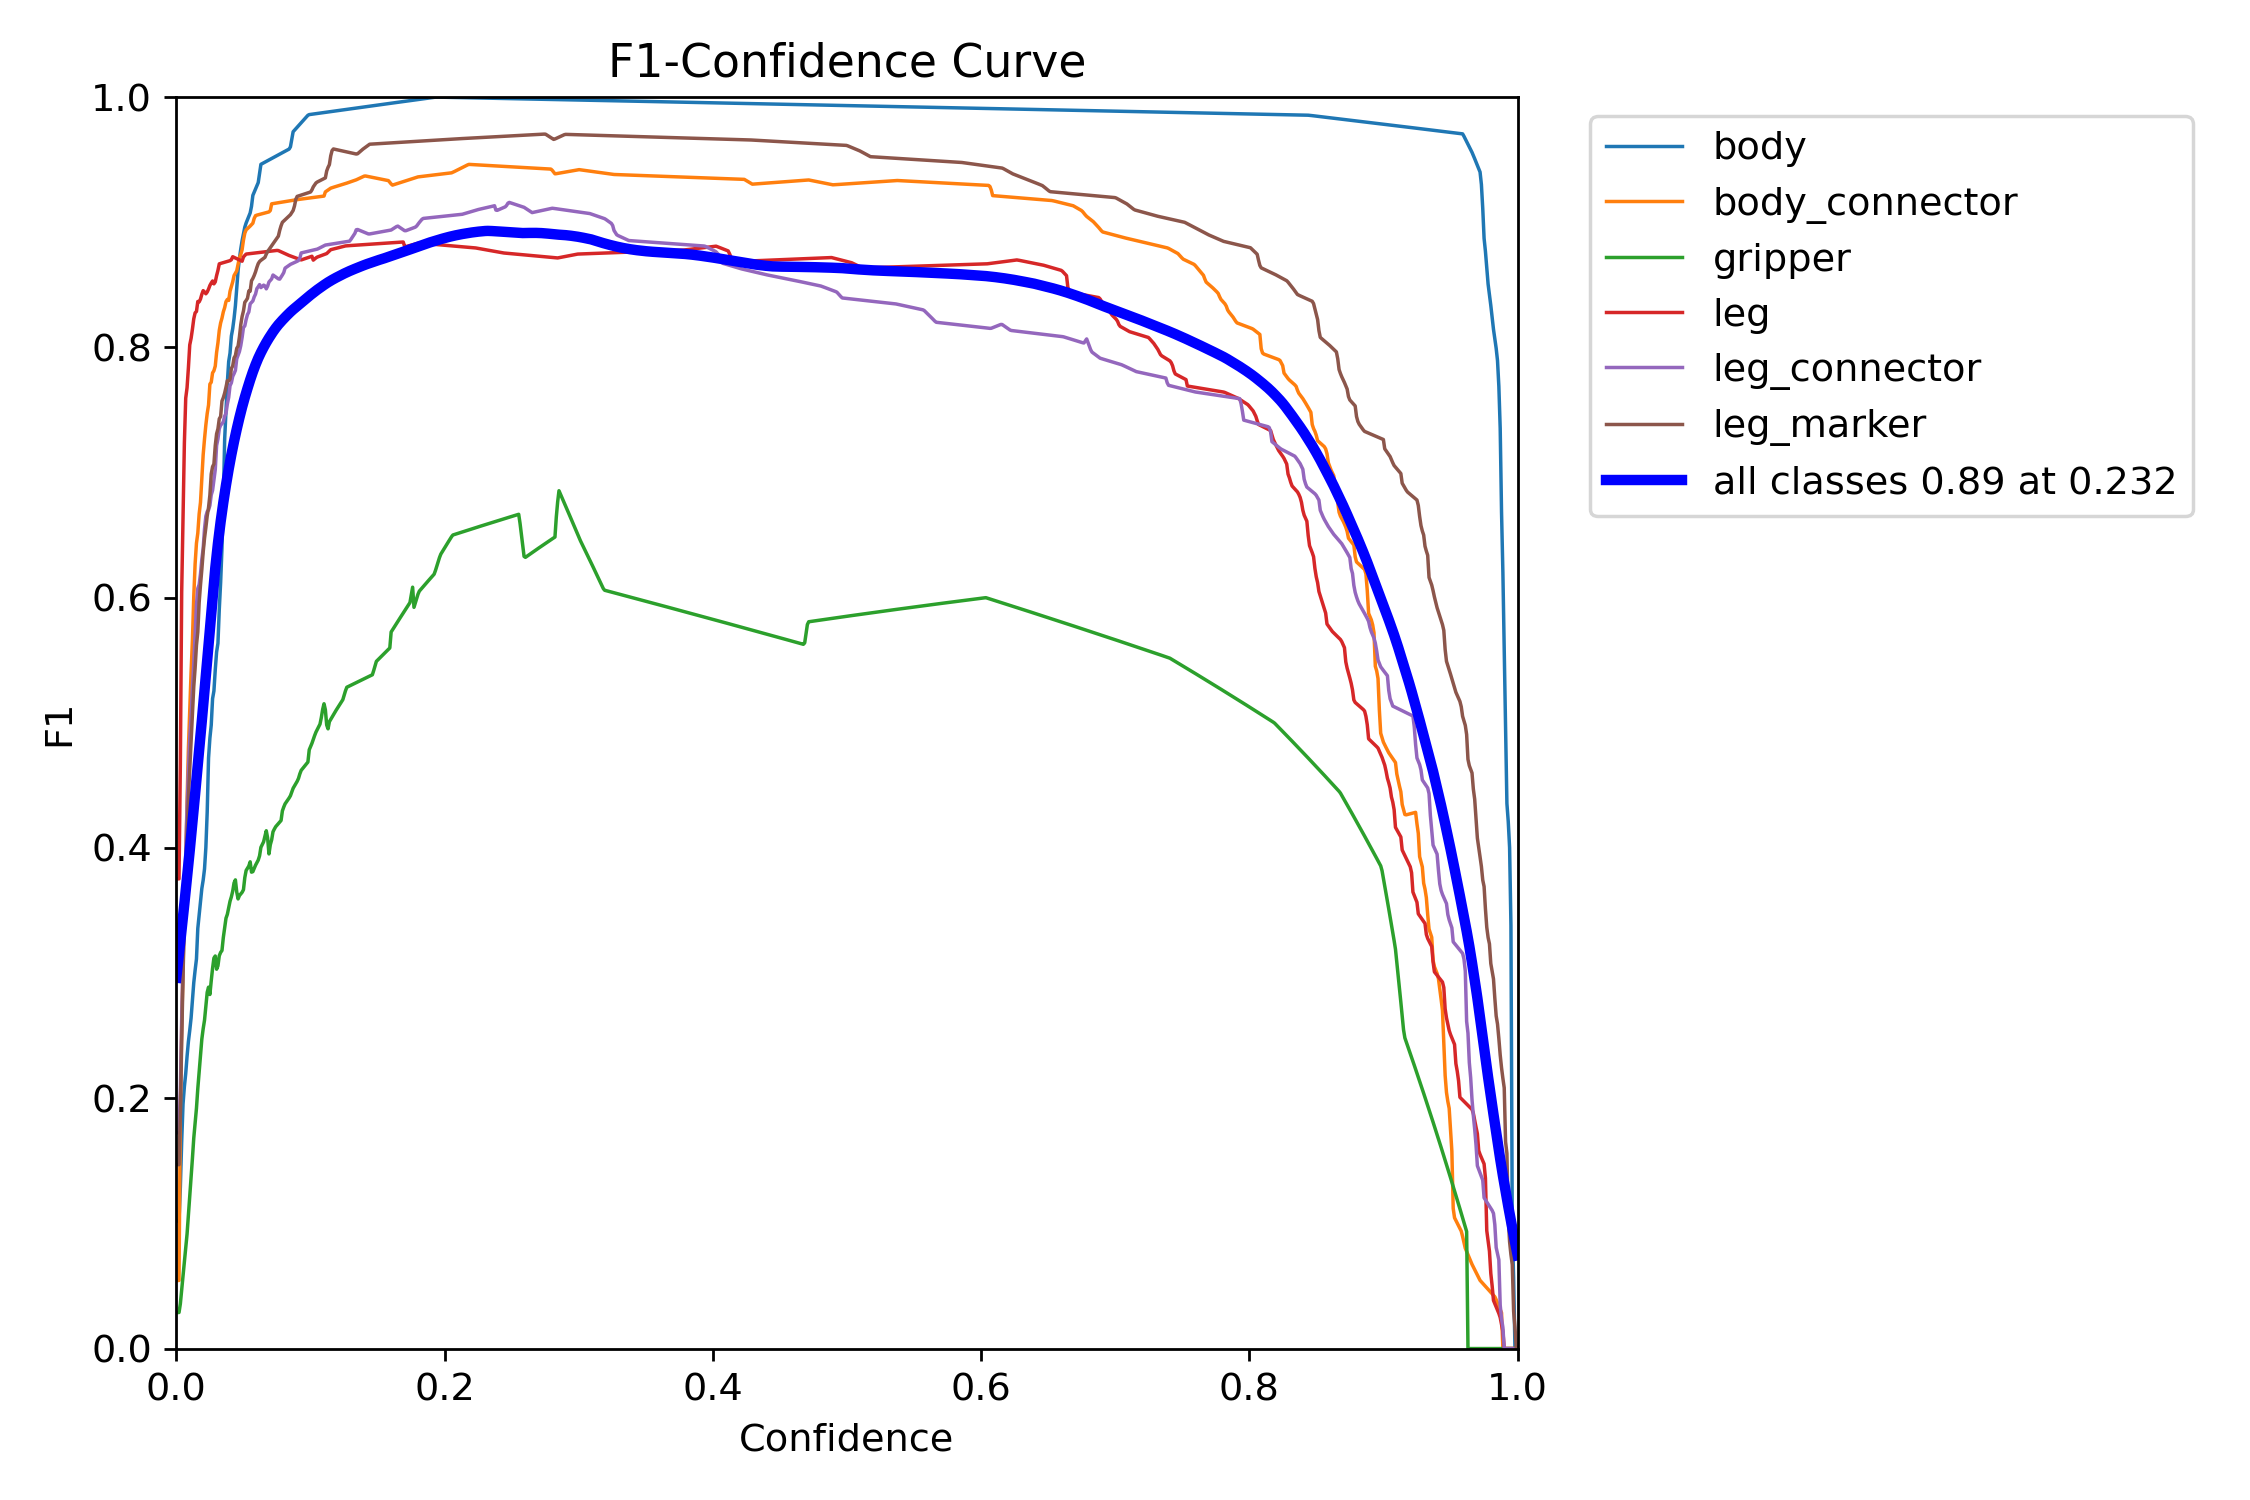 F1-Confidence Curve
1.0
0.8
0.6
0.4
0.2
0.0
F1
0.0 0.2 0.4 0.6 0.8 1.0
Confidence
body
body_connector
gripper
leg
leg_connector
leg_marker
all classes 0.89 at 0.232